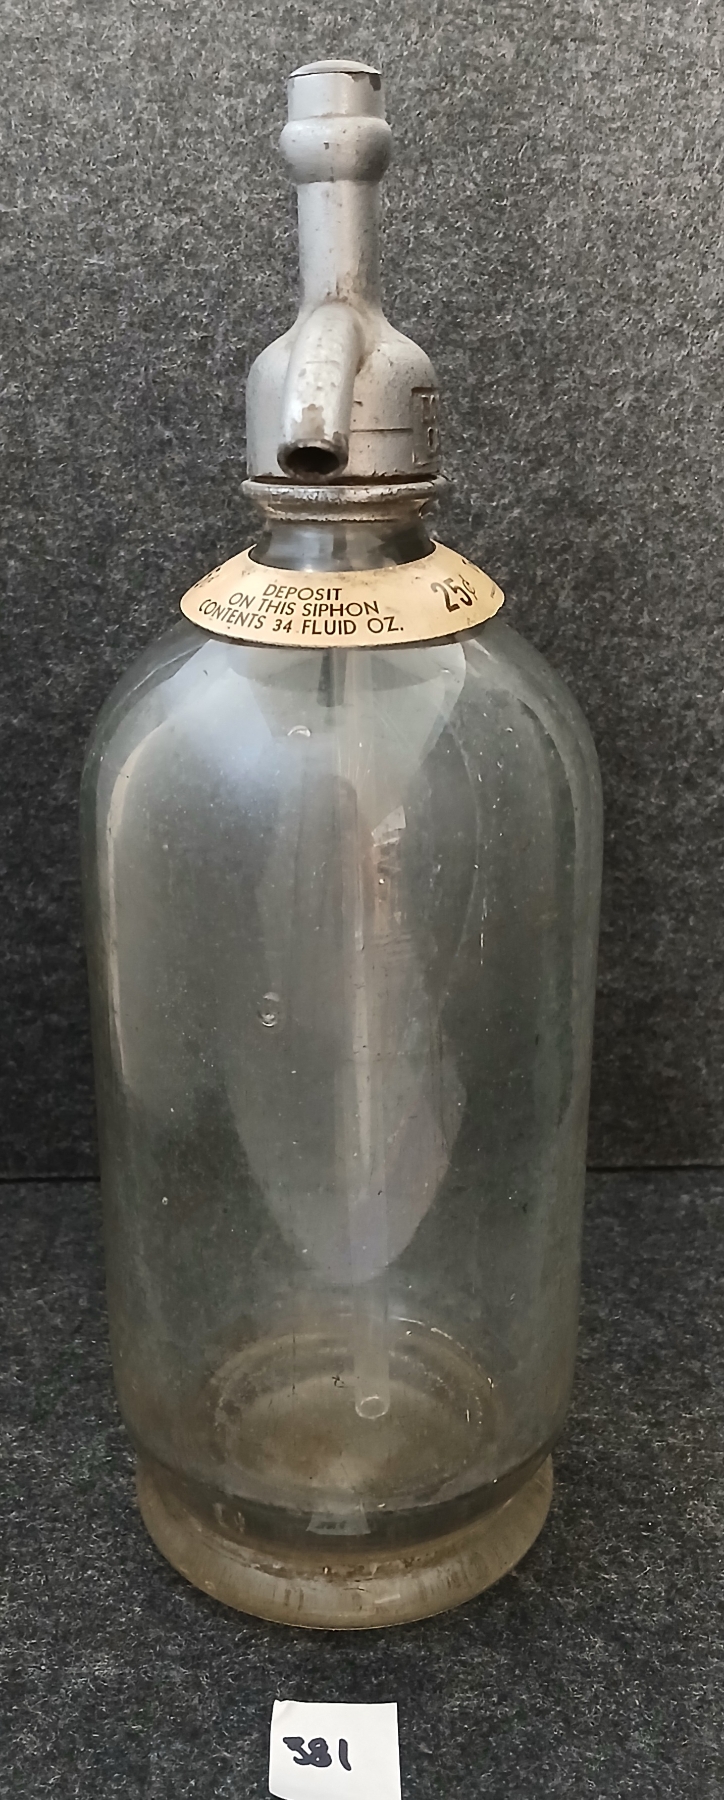 DEPOSIT
ON THIS SIPHON
CONTENTS 34 FLUID OZ.
25¢
381